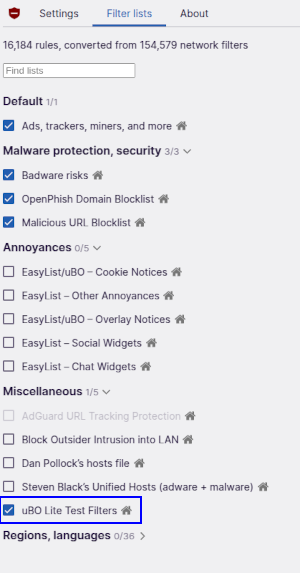 Settings Filter lists About
16,184 rules, converted from 154,579 network filters
Find lists
Default 1/1
Ads, trackers, miners, and more
Malware protection, security 3/3
Badware risks
OpenPhish Domain Blocklist
Malicious URL Blocklist
Annoyances 0/5
EasyList/uBO – Cookie Notices
EasyList – Other Annoyances
EasyList/uBO – Overlay Notices
EasyList – Social Widgets
EasyList – Chat Widgets
Miscellaneous 1/5
AdGuard URL Tracking Protection
Block Outsider Intrusion into LAN
Dan Pollock’s hosts file
Steven Black’s Unified Hosts (adware + malware)
uBO Lite Test Filters
Regions, languages 0/36